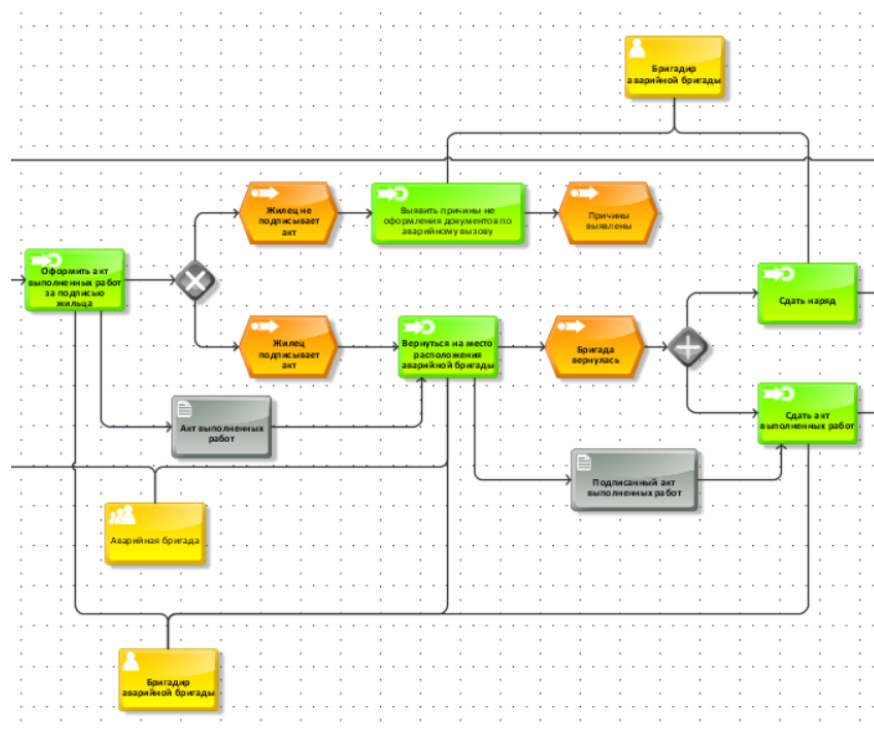 Бригадир
аварийной бригады
Жилец не
подписывает
акт
Выявить причины не
оформления документов по
аварийному вызову
Причины
выявлены
Оформить акт
выполненных работ
за подписью
жильца
Сдать наряд
Жилец
подписывает
акт
Вернуться на место
расположения
аварийной бригады
Бригада
вернулась
Акт выполненных
работ
Сдать акт
выполненных работ
Подписанный акт
выполненных работ
Аварийная бригада
Бригадир
аварийной бригады